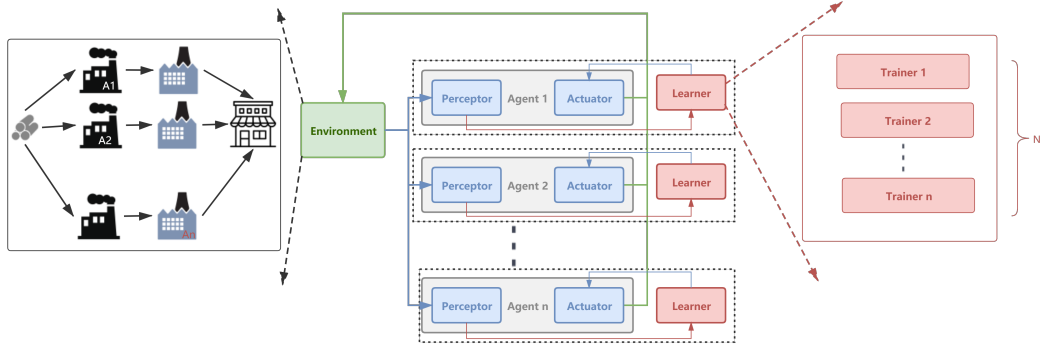 A1
A2
An
Environment
Perceptor
Agent 1
Actuator
Learner
Perceptor
Agent 2
Actuator
Learner
Perceptor
Agent n
Actuator
Learner
Trainer 1
Trainer 2
Trainer n
N